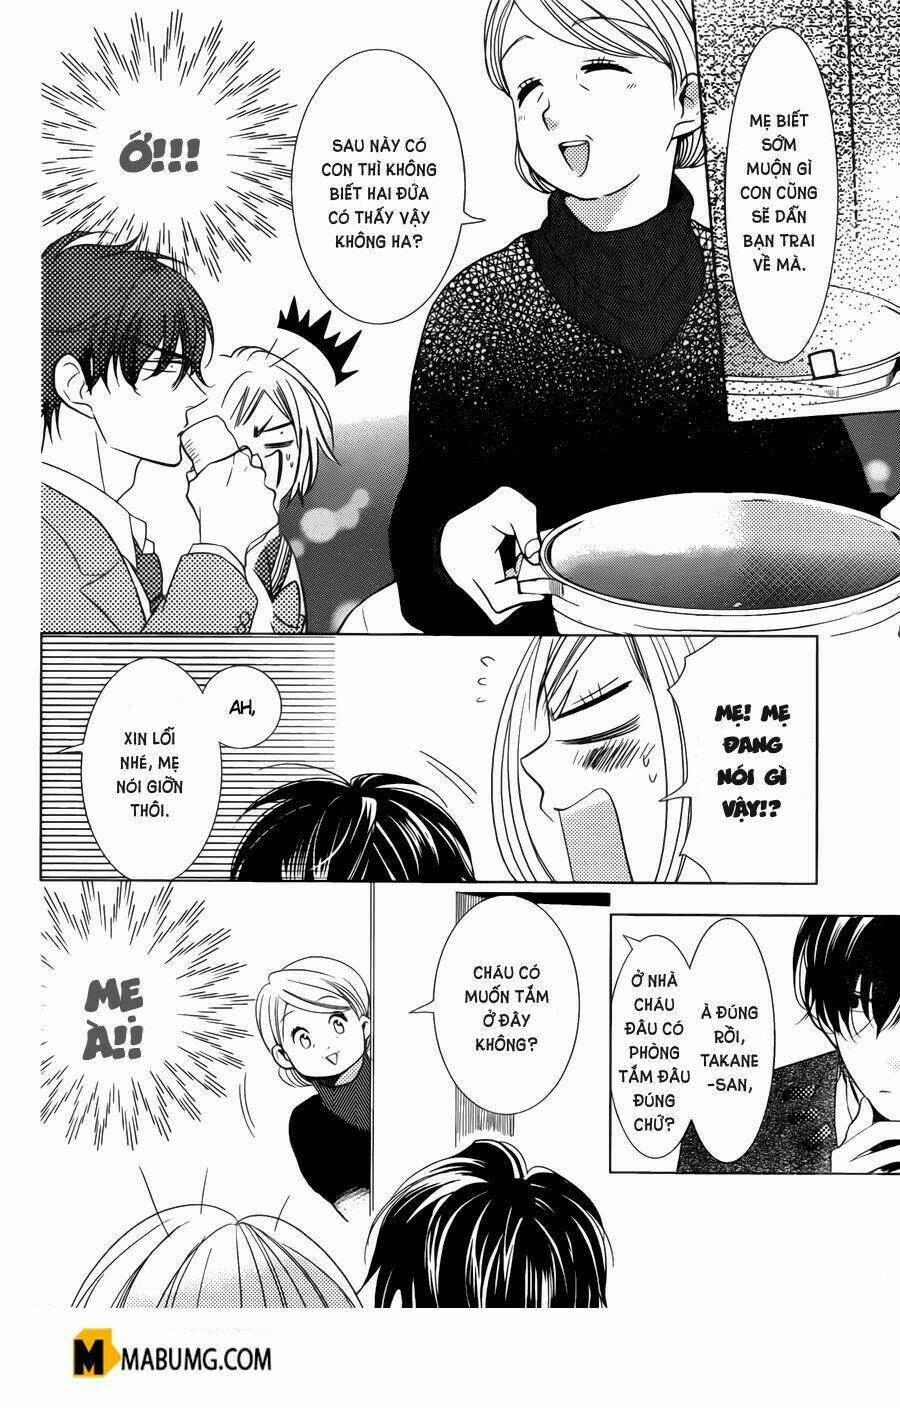 MẸ BIẾT
SỚM
MUỘN GÌ
CON CŨNG
SẼ DẨN
BẠN TRAI
VỀ MÀ.
SAU NÀY CÓ
CON THÌ KHÔNG
BIẾT HAI ĐỨA
CÓ THẤY VẬY
KHÔNG HA?
Ớ!!!
MẸ! MẸ
ĐANG
NÓI GÌ
VẬY!?
AH,
XIN LỖI
NHÉ, MẸ
NÓI GIỠN
THÔI.
À ĐÚNG
RỒI,
TAKANE
-SAN,
Ở NHÀ
CHÁU
ĐÂU CÓ
PHÒNG
TẮM ĐÂU
ĐÚNG
CHỨ?
CHÁU CÓ
MUỐN TẮM
Ở ĐÂY
KHÔNG?
MẸ
À!!
M MABUMG.COM